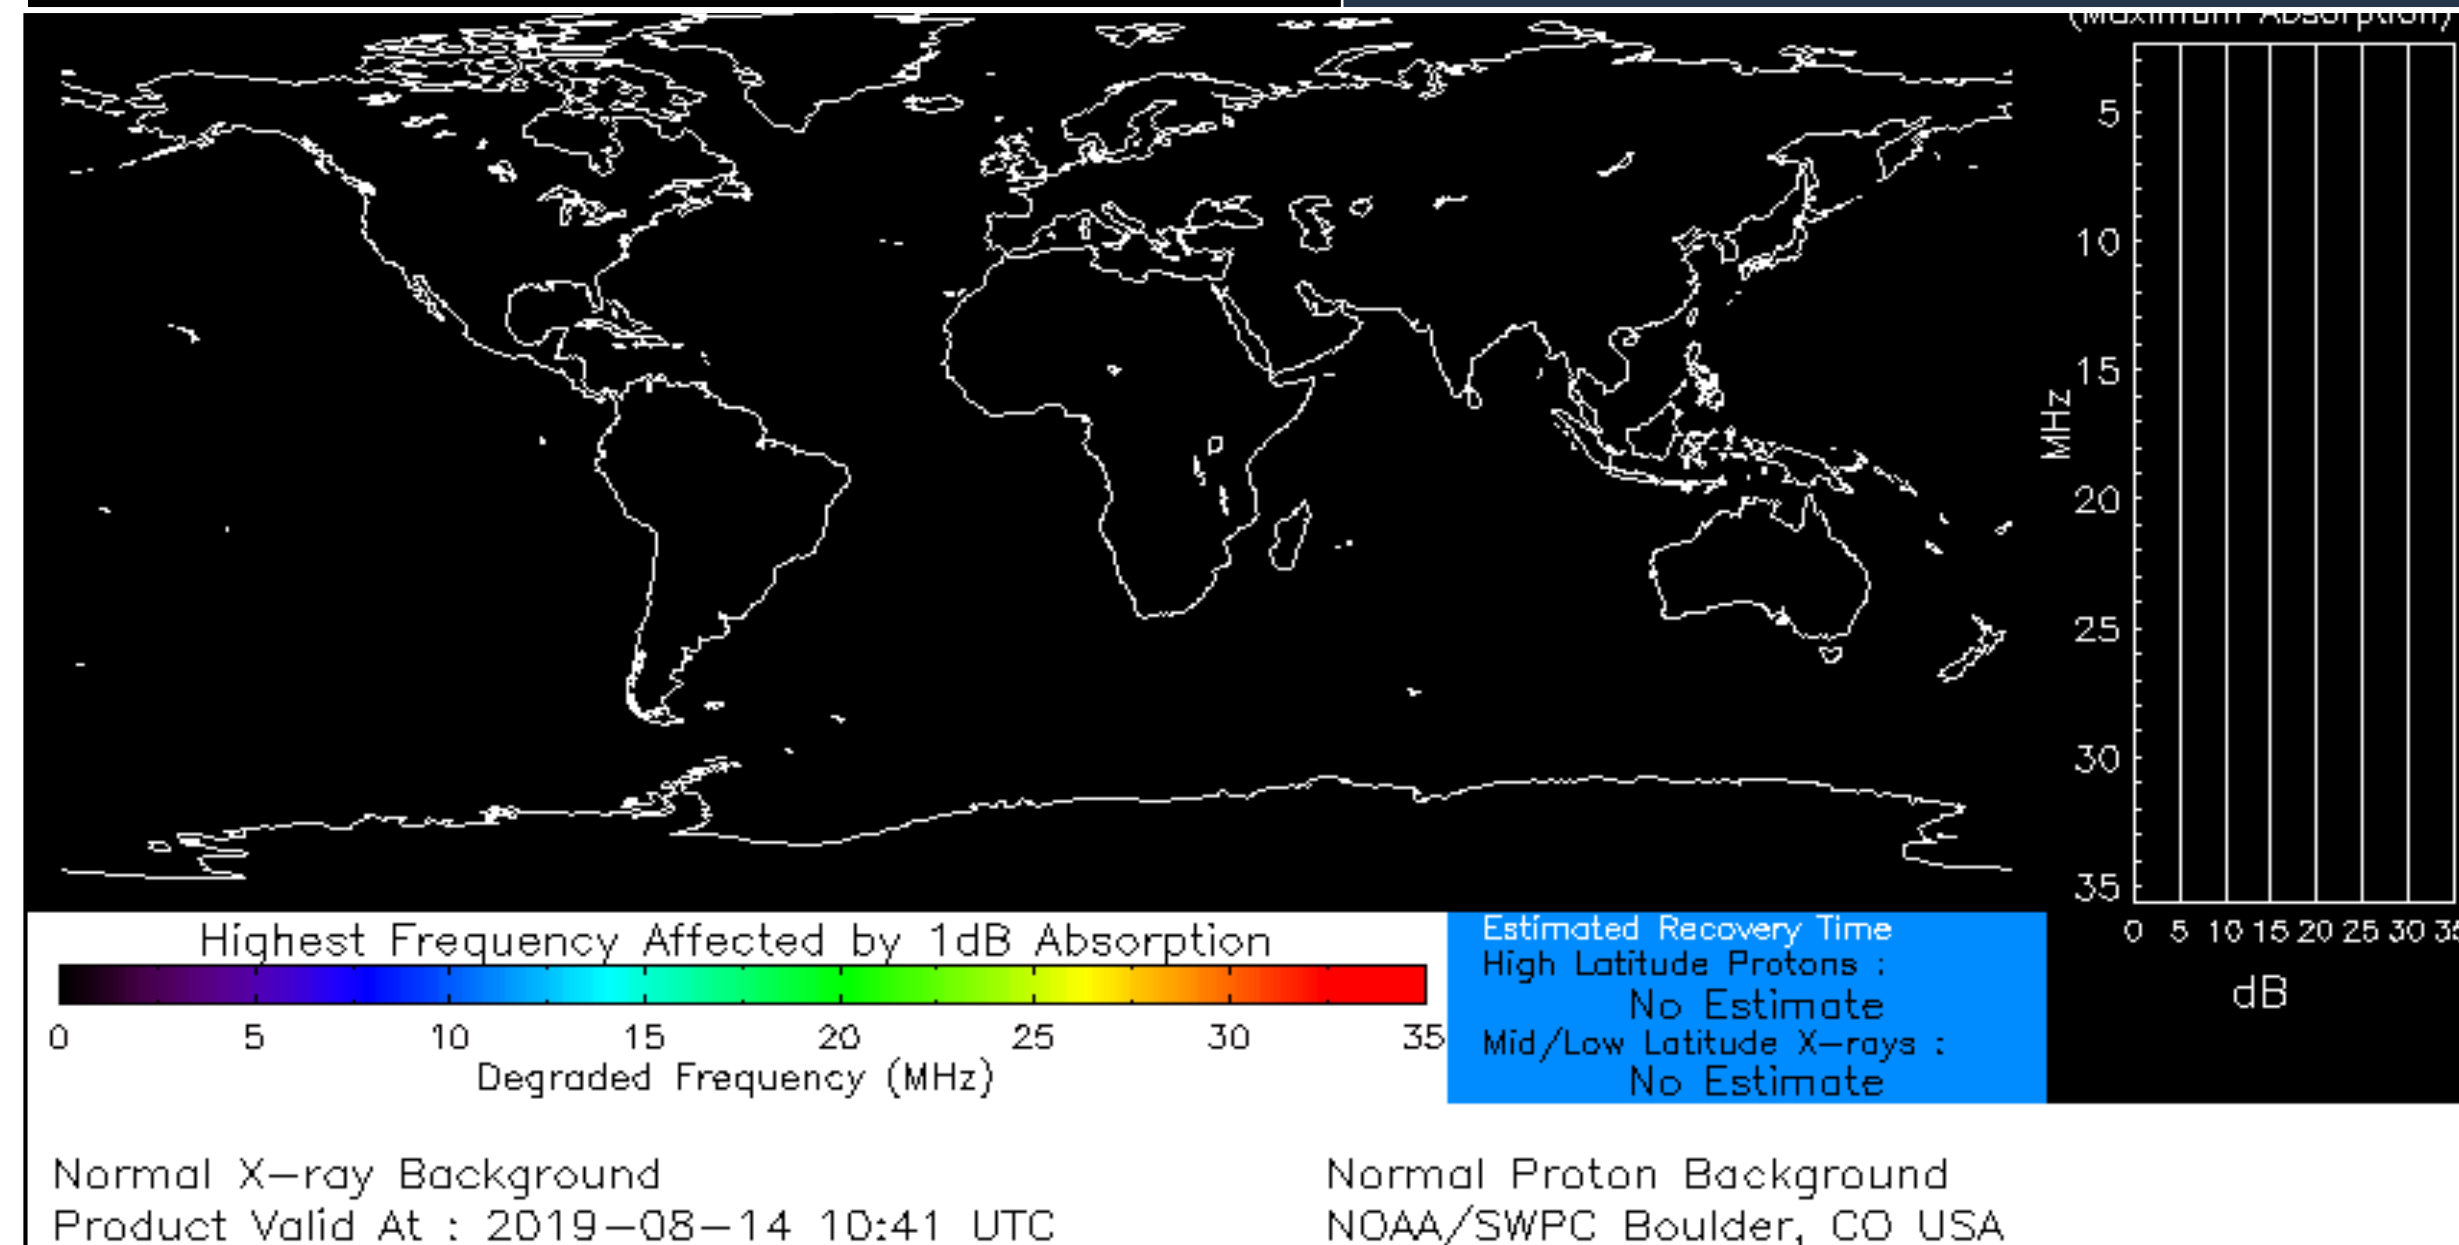 (Maximum Absorption)
5
10
15
20
25
30
35
MHz
0 5 10 15 20 25 30 35
dB
Highest Frequency Affected by 1dB Absorption
0 5 10 15 20 25 30 35
Degraded Frequency (MHz)
Estimated Recovery Time
High Latitude Protons :
No Estimate
Mid/Low Latitude X-rays :
No Estimate
Normal X-ray Background
Product Valid At : 2019-08-14 10:41 UTC
Normal Proton Background
NOAA/SWPC Boulder, CO USA